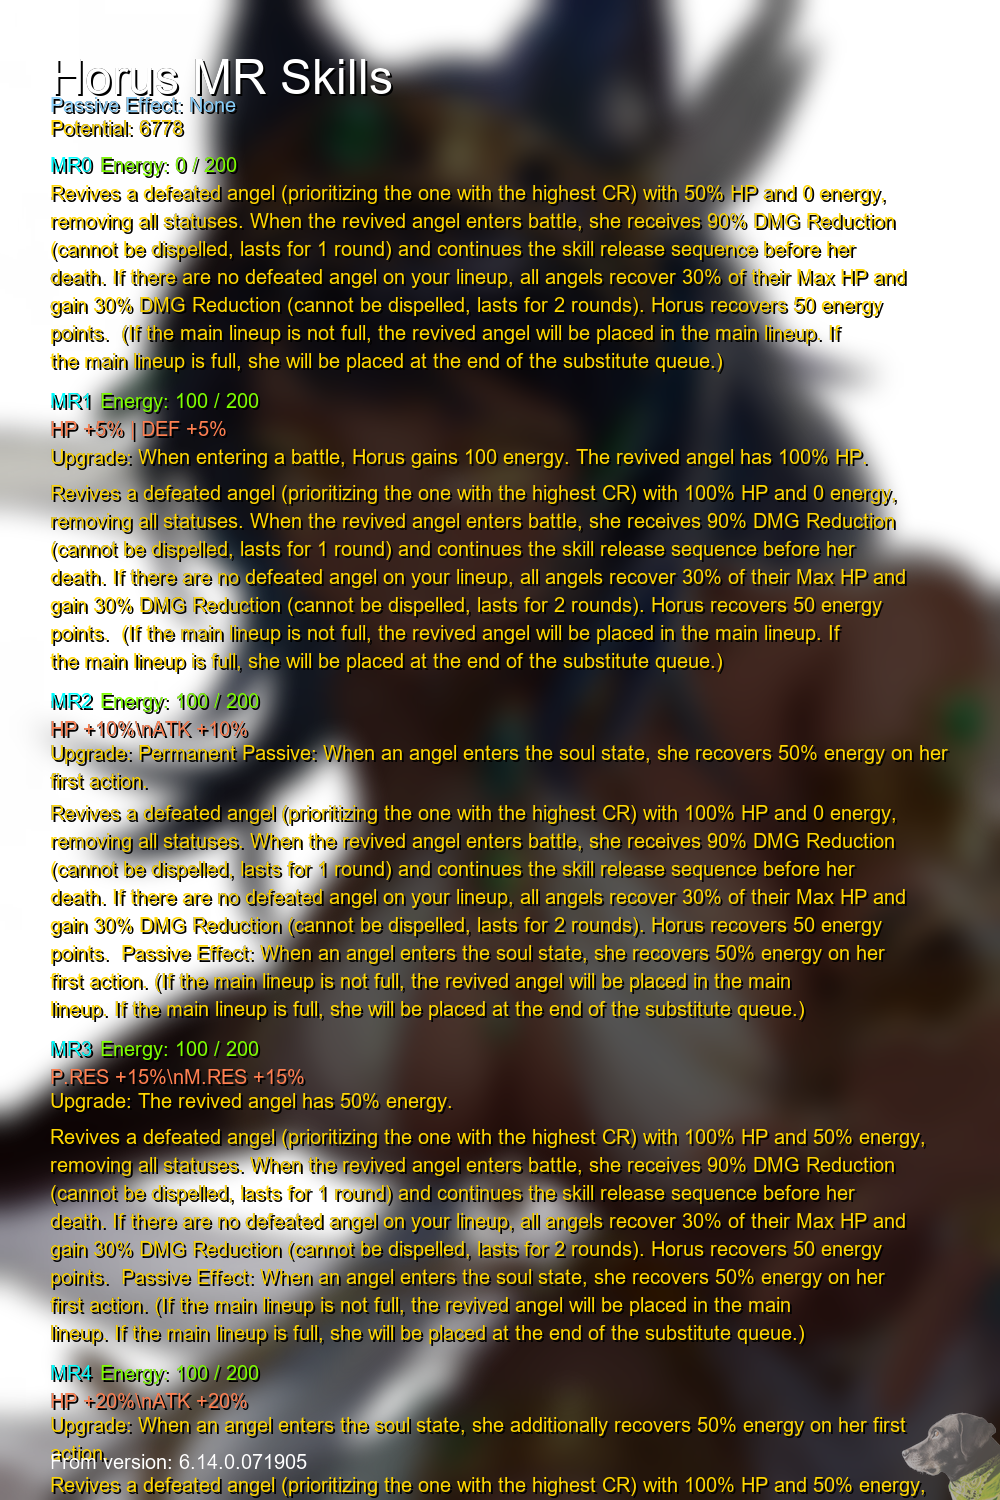 Horus MR Skills
Passive Effect: None
Potential: 6778
MR0 Energy: 0 / 200
Revives a defeated angel (prioritizing the one with the highest CR) with 50% HP and 0 energy,
removing all statuses. When the revived angel enters battle, she receives 90% DMG Reduction
(cannot be dispelled, lasts for 1 round) and continues the skill release sequence before her
death. If there are no defeated angel on your lineup, all angels recover 30% of their Max HP and
gain 30% DMG Reduction (cannot be dispelled, lasts for 2 rounds). Horus recovers 50 energy
points.  (If the main lineup is not full, the revived angel will be placed in the main lineup. If
the main lineup is full, she will be placed at the end of the substitute queue.)
MR1 Energy: 100 / 200
HP +5% | DEF +5%
Upgrade: When entering a battle, Horus gains 100 energy. The revived angel has 100% HP.
Revives a defeated angel (prioritizing the one with the highest CR) with 100% HP and 0 energy,
removing all statuses. When the revived angel enters battle, she receives 90% DMG Reduction
(cannot be dispelled, lasts for 1 round) and continues the skill release sequence before her
death. If there are no defeated angel on your lineup, all angels recover 30% of their Max HP and
gain 30% DMG Reduction (cannot be dispelled, lasts for 2 rounds). Horus recovers 50 energy
points.  (If the main lineup is not full, the revived angel will be placed in the main lineup. If
the main lineup is full, she will be placed at the end of the substitute queue.)
MR2 Energy: 100 / 200
HP +10%\nATK +10%
Upgrade: Permanent Passive: When an angel enters the soul state, she recovers 50% energy on her
first action.
Revives a defeated angel (prioritizing the one with the highest CR) with 100% HP and 0 energy,
removing all statuses. When the revived angel enters battle, she receives 90% DMG Reduction
(cannot be dispelled, lasts for 1 round) and continues the skill release sequence before her
death. If there are no defeated angel on your lineup, all angels recover 30% of their Max HP and
gain 30% DMG Reduction (cannot be dispelled, lasts for 2 rounds). Horus recovers 50 energy
points.  Passive Effect: When an angel enters the soul state, she recovers 50% energy on her
first action. (If the main lineup is not full, the revived angel will be placed in the main
lineup. If the main lineup is full, she will be placed at the end of the substitute queue.)
MR3 Energy: 100 / 200
P.RES +15%\nM.RES +15%
Upgrade: The revived angel has 50% energy.
Revives a defeated angel (prioritizing the one with the highest CR) with 100% HP and 50% energy,
removing all statuses. When the revived angel enters battle, she receives 90% DMG Reduction
(cannot be dispelled, lasts for 1 round) and continues the skill release sequence before her
death. If there are no defeated angel on your lineup, all angels recover 30% of their Max HP and
gain 30% DMG Reduction (cannot be dispelled, lasts for 2 rounds). Horus recovers 50 energy
points.  Passive Effect: When an angel enters the soul state, she recovers 50% energy on her
first action. (If the main lineup is not full, the revived angel will be placed in the main
lineup. If the main lineup is full, she will be placed at the end of the substitute queue.)
MR4 Energy: 100 / 200
HP +20%\nATK +20%
Upgrade: When an angel enters the soul state, she additionally recovers 50% energy on her first
action.
From version: 6.14.0.071905
Revives a defeated angel (prioritizing the one with the highest CR) with 100% HP and 50% energy,